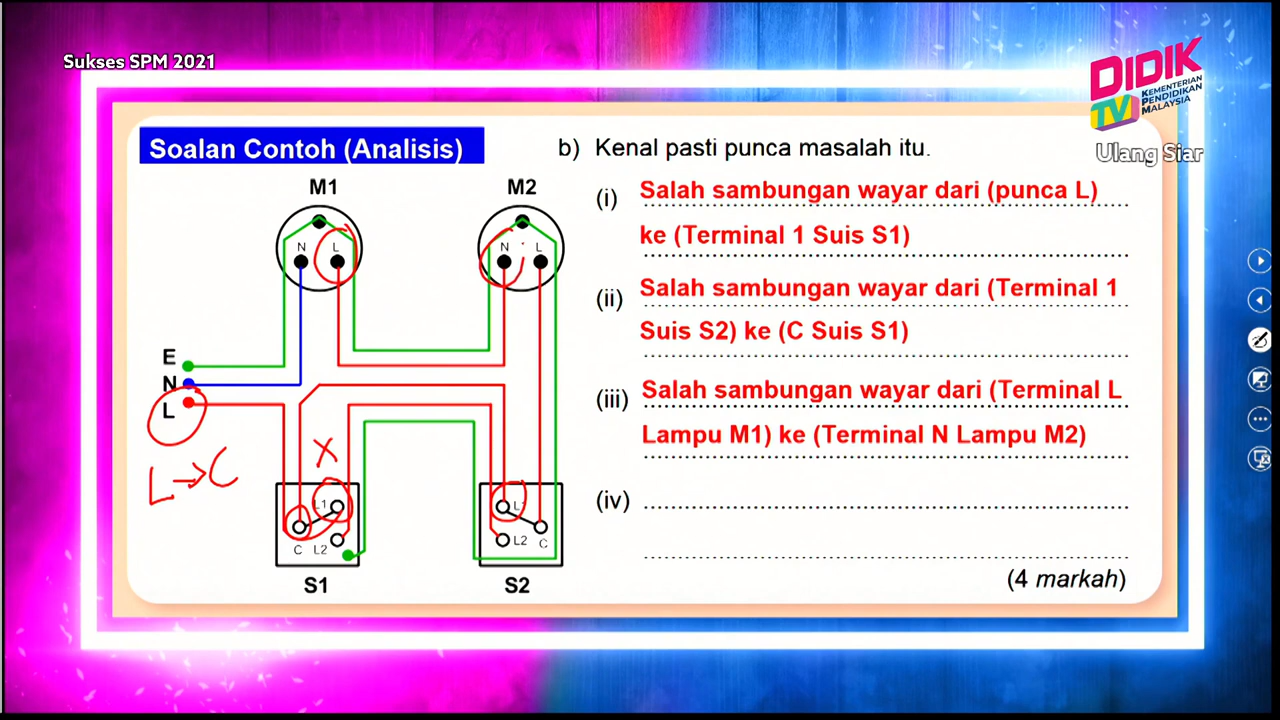 Sukses SPM 2021
DIDIK
TV
KEMENTERIAN
PENDIDIKAN
MALAYSIA
Ulang Siar
Soalan Contoh (Analisis)
M1
M2
N
L
N
L
E
N
L
L→C
X
L1
C
L2
S1
L1
L2
C
S2
b) Kenal pasti punca masalah itu.
(i) Salah sambungan wayar dari (punca L)
ke (Terminal 1 Suis S1)
(ii) Salah sambungan wayar dari (Terminal 1
Suis S2) ke (C Suis S1)
(iii) Salah sambungan wayar dari (Terminal L
Lampu M1) ke (Terminal N Lampu M2)
(iv)
(4 markah)